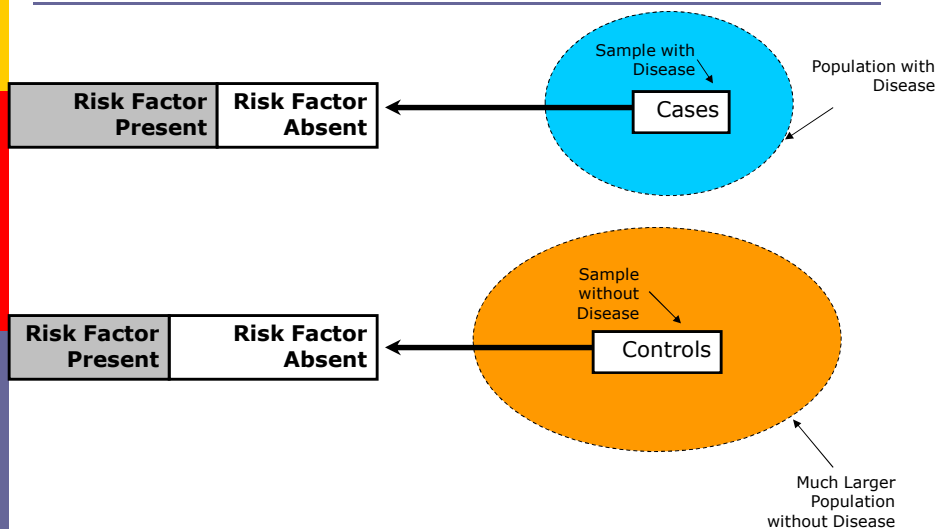 Sample with
Disease
Population with
Disease
Risk Factor
Present
Risk Factor
Absent
Cases
Sample
without
Disease
Risk Factor
Present
Risk Factor
Absent
Controls
Much Larger
Population
without Disease